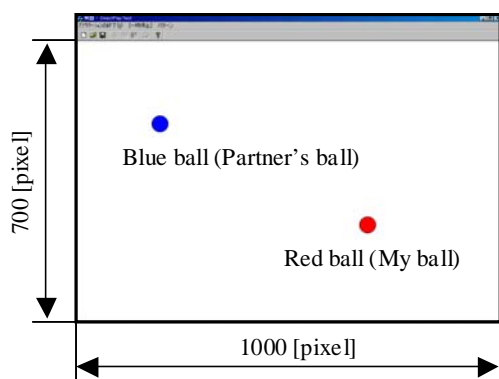 Blue ball (Partner's ball)
700 [pixel]
Red ball (My ball)
1000 [pixel]